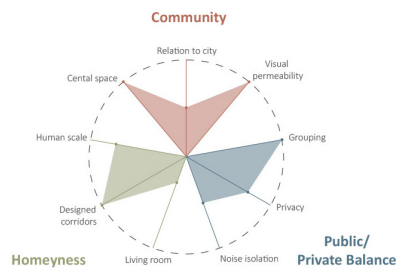 Community
Relation to city
Cental space
Visual
permeability
Human scale
Grouping
Designed
corridors
Privacy
Living room
Noise isolation
Homeyness
Public/
Private Balance